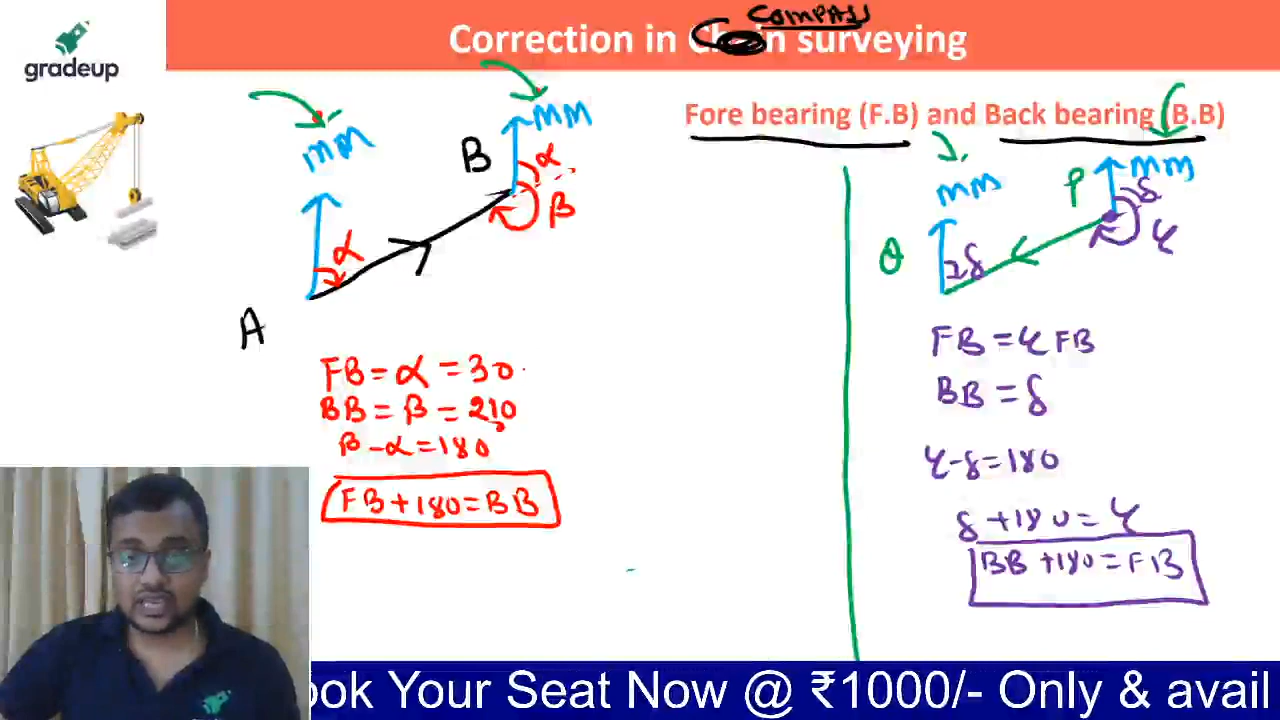 COMPASS
Correction in Chain surveying
gradeup
Fore bearing (F.B) and Back bearing (B.B)
MM
MM
MM
MM
B
α
β
α
A
P
δ
Q
δ
FB = α = 30
BB = β = 210
β - α = 180
FB + 180 = BB
FB = FB
BB = δ
- δ = 180
δ + 180 =
BB + 180 = FB
ook Your Seat Now @ ₹1000/- Only & avail